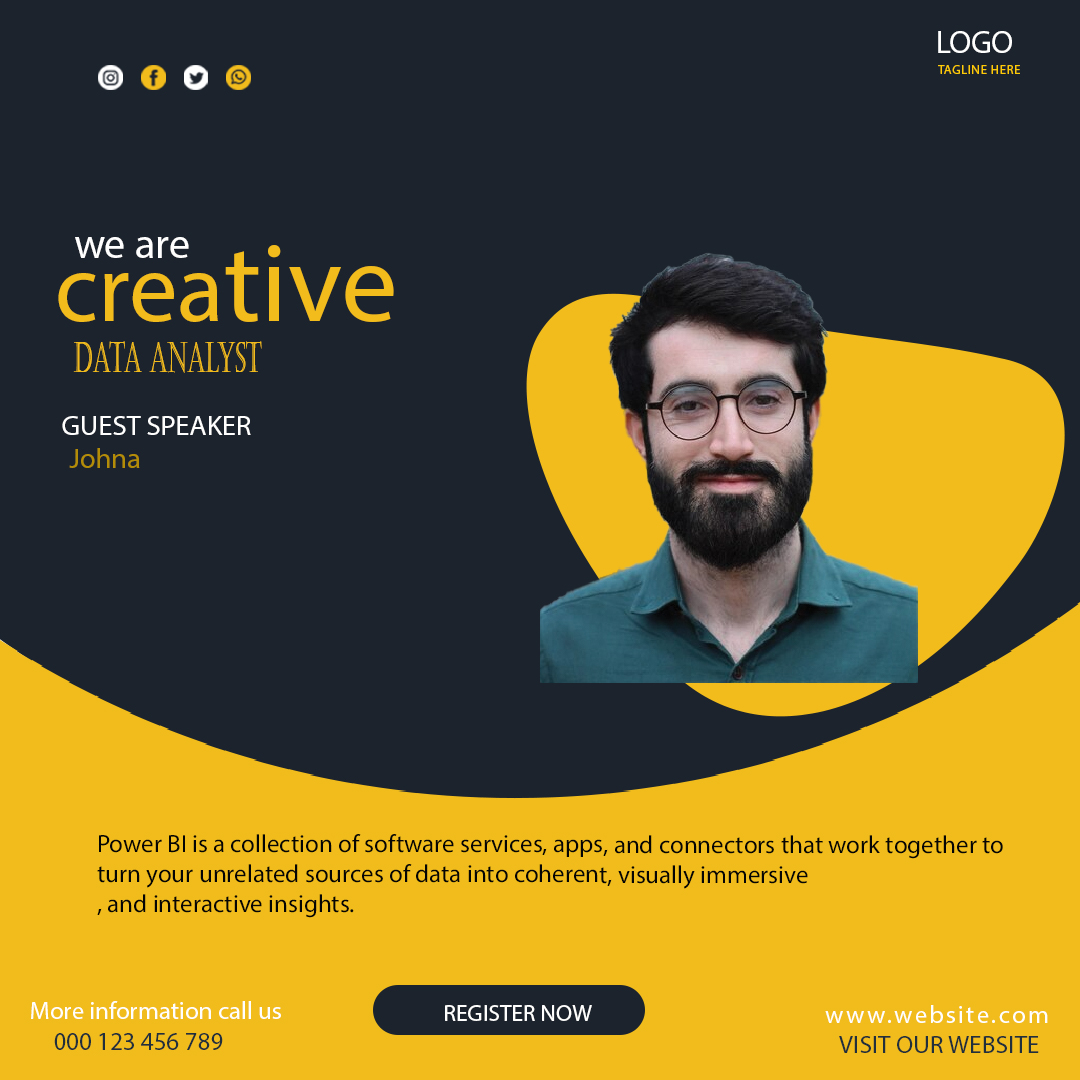 LOGO
TAGLINE HERE
we are
creative
DATA ANALYST
GUEST SPEAKER
Johna
Power BI is a collection of software services, apps, and connectors that work together to
turn your unrelated sources of data into coherent, visually immersive
, and interactive insights.
More information call us
000 123 456 789
REGISTER NOW
www.website.com
VISIT OUR WEBSITE